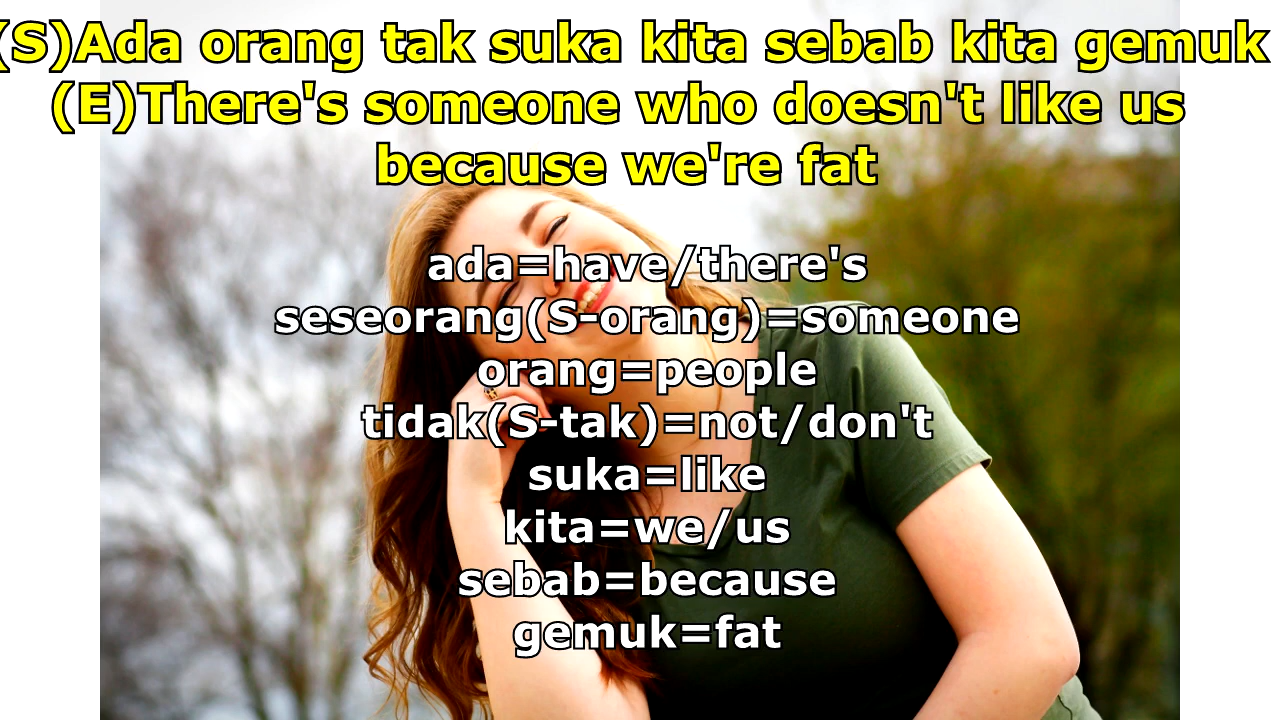 (S)Ada orang tak suka kita sebab kita gemuk
(E)There's someone who doesn't like us
because we're fat
ada=have/there's
seseorang(S-orang)=someone
orang=people
tidak(S-tak)=not/don't
suka=like
kita=we/us
sebab=because
gemuk=fat